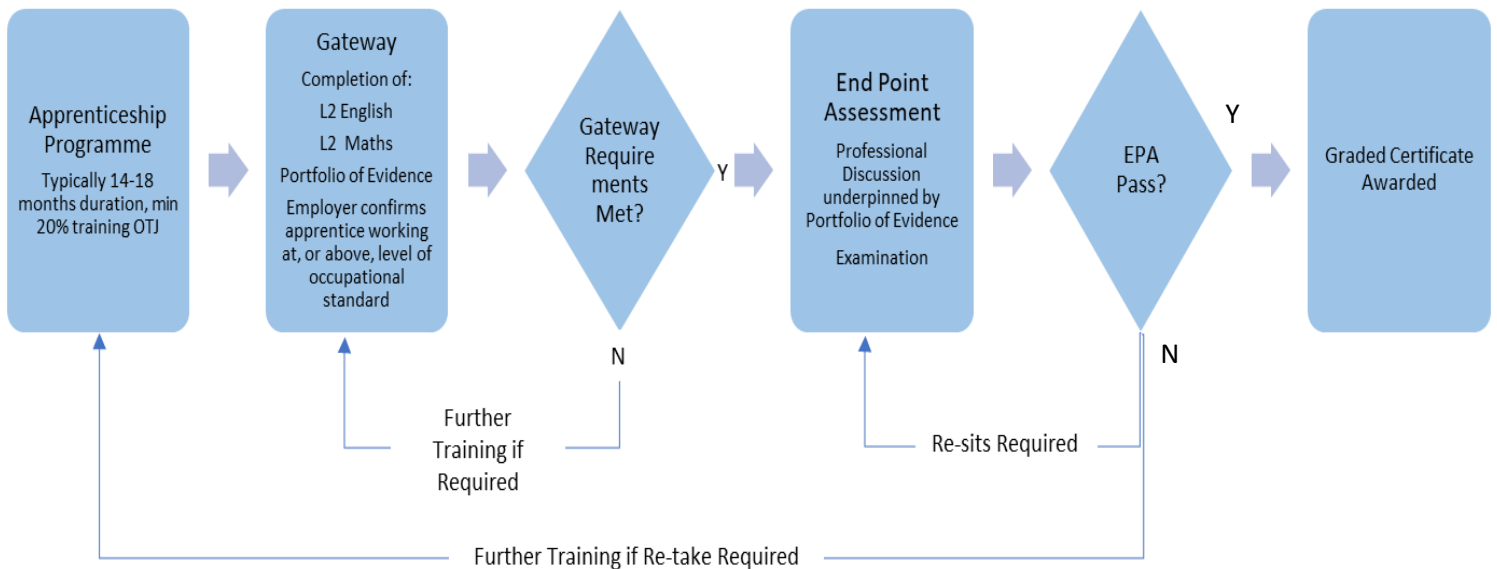 Apprenticeship
Programme
Typically 14-18
months duration, min
20% training OTJ
Gateway
Completion of:
L2 English
L2 Maths
Portfolio of Evidence
Employer confirms
apprentice working
at, or above, level of
occupational
standard
Gateway
Require
ments
Met?
Y
N
Further
Training if
Required
End Point
Assessment
Professional
Discussion
underpinned by
Portfolio of Evidence
Examination
EPA
Pass?
Y
N
Re-sits Required
Further Training if Re-take Required
Graded Certificate
Awarded